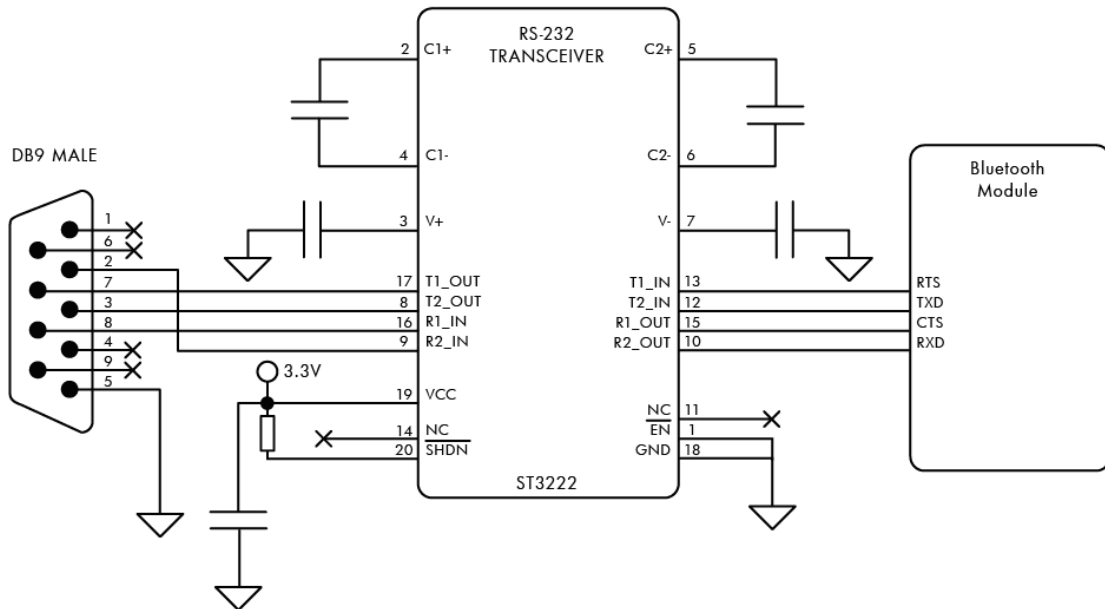 RS-232
TRANSCEIVER
2 C1+
C2+ 5
4 C1-
C2- 6
DB9 MALE
Bluetooth
Module
3 V+
V- 7
1
6
2
7
3
8
4
9
5
17 T1_OUT
8 T2_OUT
16 R1_IN
9 R2_IN
T1_IN 13
T2_IN 12
R1_OUT 15
R2_OUT 10
RTS
TXD
CTS
RXD
3.3V
19 VCC
14 NC
20 SHDN
NC 11
EN 1
GND 18
ST3222